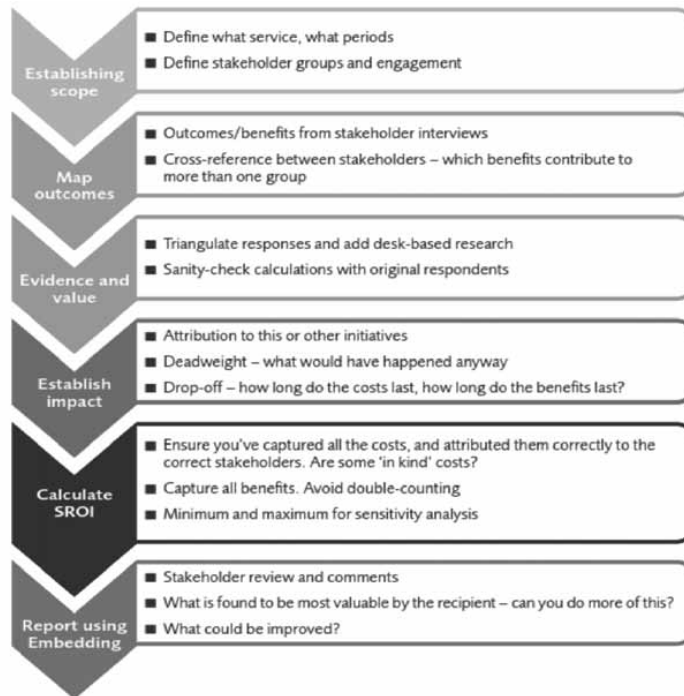 Establishing
scope
■ Define what service, what periods
■ Define stakeholder groups and engagement
Map
outcomes
■ Outcomes/benefits from stakeholder interviews
■ Cross-reference between stakeholders – which benefits contribute to
more than one group
Evidence and
value
■ Triangulate responses and add desk-based research
■ Sanity-check calculations with original respondents
Establish
impact
■ Attribution to this or other initiatives
■ Deadweight – what would have happened anyway
■ Drop-off – how long do the costs last, how long do the benefits last?
Calculate
SROI
■ Ensure you've captured all the costs, and attributed them correctly to the
correct stakeholders. Are some 'in kind' costs?
■ Capture all benefits. Avoid double-counting
■ Minimum and maximum for sensitivity analysis
Report using
Embedding
■ Stakeholder review and comments
■ What is found to be most valuable by the recipient – can you do more of this?
■ What could be improved?